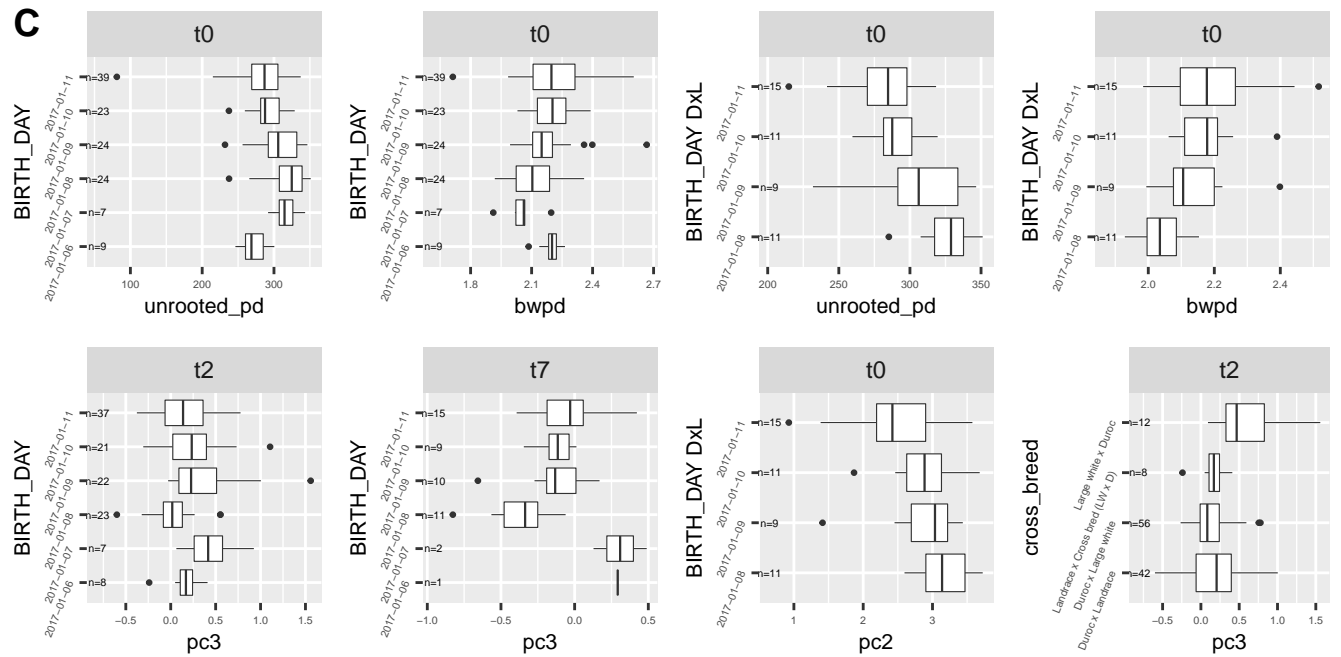 C
t0
BIRTH_DAY
2017-01-11
2017-01-10
2017-01-09
2017-01-08
2017-01-07
2017-01-06
n=39
n=23
n=24
n=24
n=7
n=9
100 200 300
unrooted_pd
t0
BIRTH_DAY
2017-01-11
2017-01-10
2017-01-09
2017-01-08
2017-01-07
2017-01-06
n=39
n=23
n=24
n=24
n=7
n=9
2.1 2.4 2.7
bwpd
t0
BIRTH_DAY DxL
2017-01-11
2017-01-10
2017-01-09
2017-01-08
n=15
n=11
n=9
n=11
200 250 300 350
unrooted_pd
t0
BIRTH_DAY DxL
2017-01-11
2017-01-10
2017-01-09
2017-01-08
n=15
n=11
n=9
n=11
2.0 2.2 2.4
bwpd
t2
BIRTH_DAY
2017-01-11
2017-01-10
2017-01-09
2017-01-08
2017-01-07
2017-01-06
n=37
n=21
n=22
n=23
n=7
n=8
−0.5 0.0 0.5 1.0 1.5
pc3
t7
BIRTH_DAY
2017-01-11
2017-01-10
2017-01-09
2017-01-08
2017-01-07
2017-01-06
n=15
n=9
n=10
n=11
n=2
n=1
−1.0 −0.5 0.0 0.5
pc3
t0
BIRTH_DAY DxL
2017-01-11
2017-01-10
2017-01-09
2017-01-08
n=15
n=11
n=9
n=11
1 2 3
pc2
t2
cross_breed
Large white x Duroc
Landrace x Cross bred (LW x D)
Duroc x Large white
Duroc x Landrace
n=12
n=8
n=56
n=42
−0.5 0.0 0.5 1.0 1.5
pc3